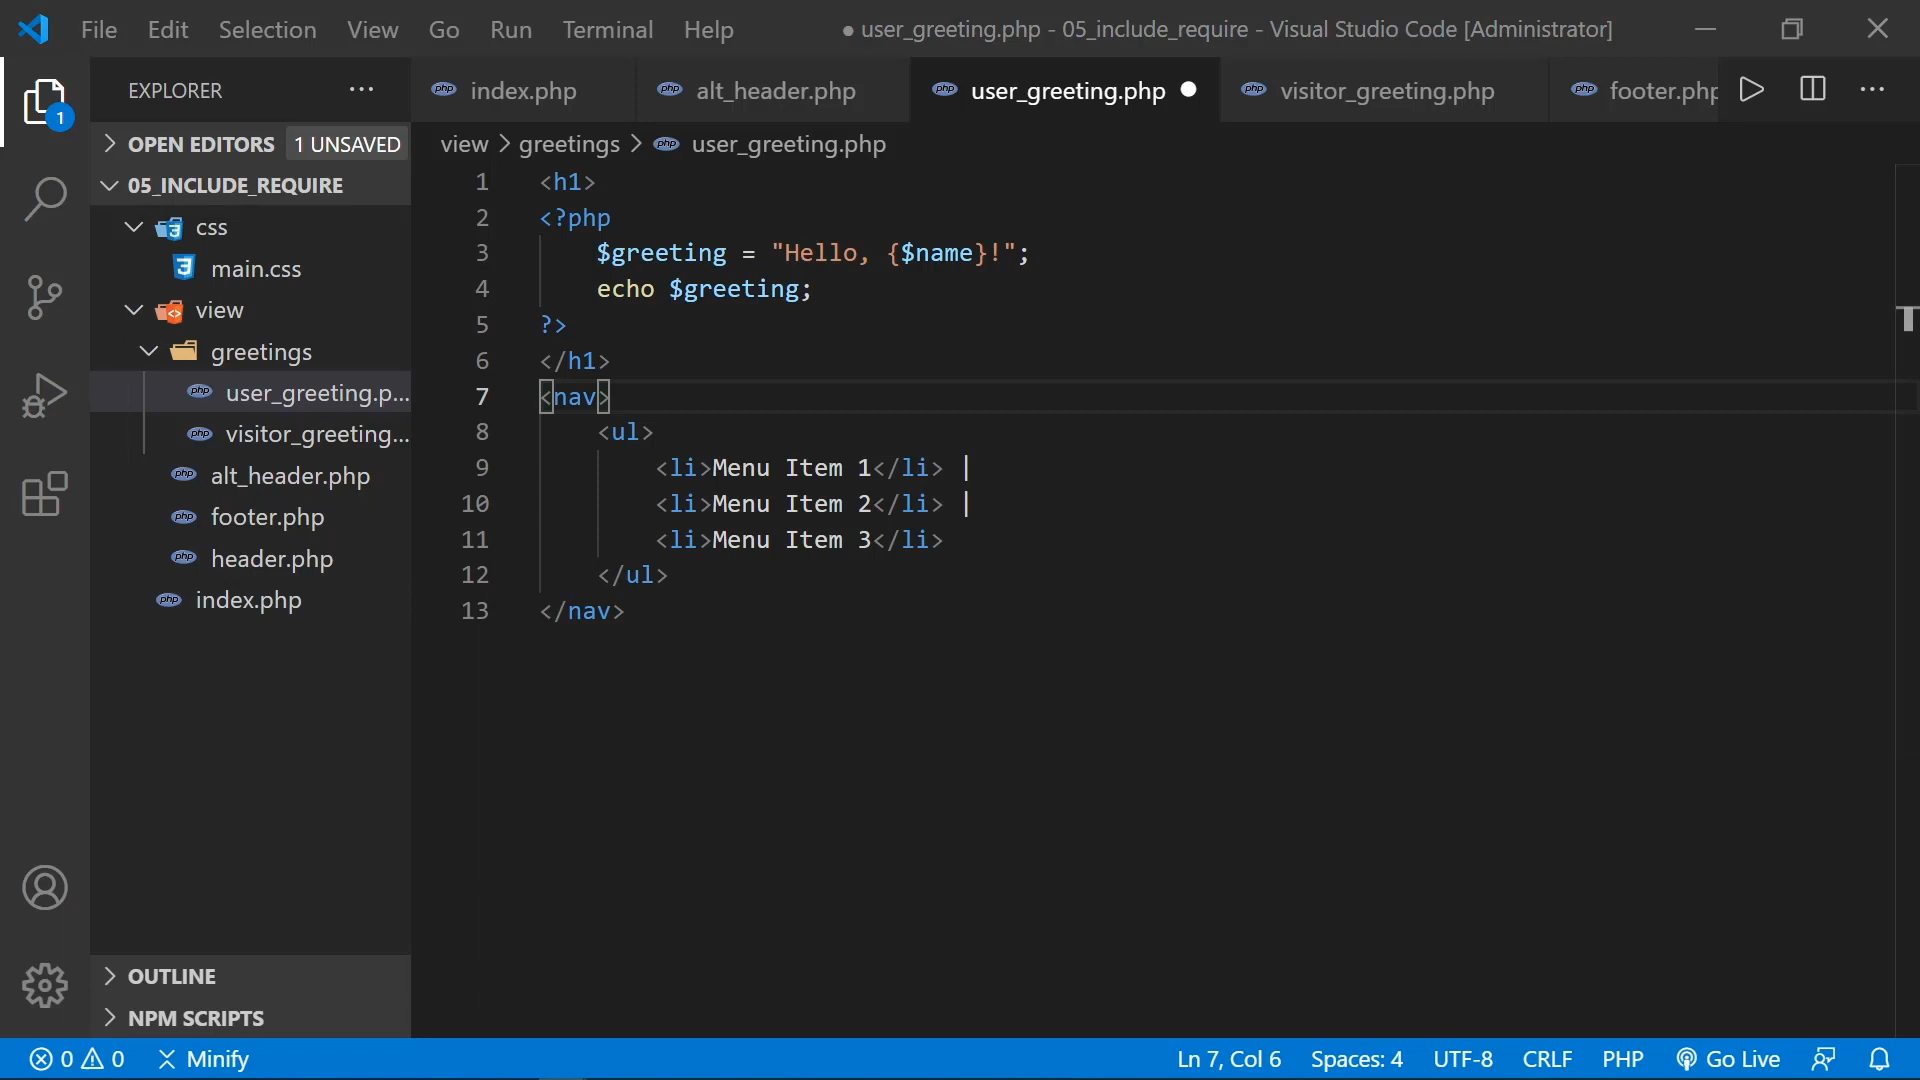 File Edit Selection View Go Run Terminal Help ● user_greeting.php - 05_include_require - Visual Studio Code [Administrator]
EXPLORER ···
index.php alt_header.php user_greeting.php ● visitor_greeting.php footer.php
1
OPEN EDITORS 1 UNSAVED
05_INCLUDE_REQUIRE
css
main.css
view
greetings
user_greeting.p...
visitor_greeting...
alt_header.php
footer.php
header.php
index.php
OUTLINE
NPM SCRIPTS
view > greetings > user_greeting.php
1 <h1>
2 <?php
3     $greeting = "Hello, {$name}!";
4     echo $greeting;
5 ?>
6 </h1>
7 <nav>
8     <ul>
9         <li>Menu Item 1</li> |
10         <li>Menu Item 2</li> |
11         <li>Menu Item 3</li>
12     </ul>
13 </nav>
0 0 Minify Ln 7, Col 6 Spaces: 4 UTF-8 CRLF PHP Go Live